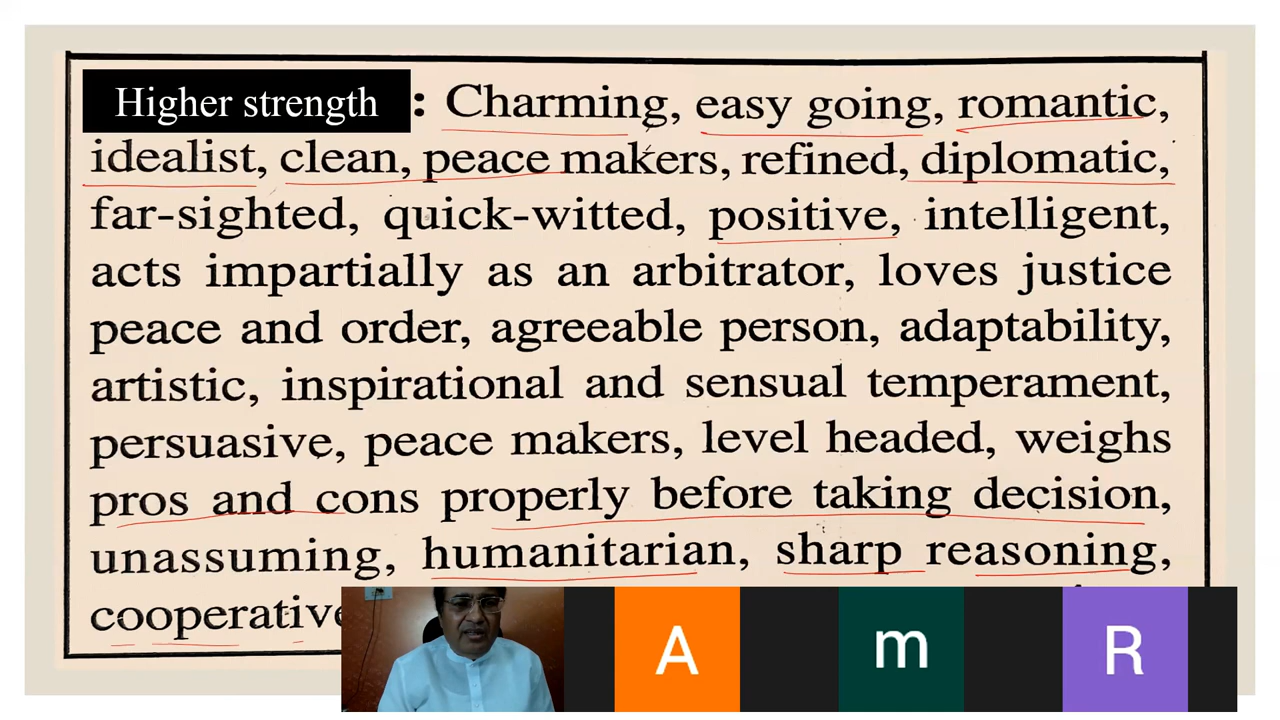 Higher strength : Charming, easy going, romantic,
idealist, clean, peace makers, refined, diplomatic,
far-sighted, quick-witted, positive, intelligent,
acts impartially as an arbitrator, loves justice
peace and order, agreeable person, adaptability,
artistic, inspirational and sensual temperament,
persuasive, peace makers, level headed, weighs
pros and cons properly before taking decision,
unassuming, humanitarian, sharp reasoning,
cooperative
A m R